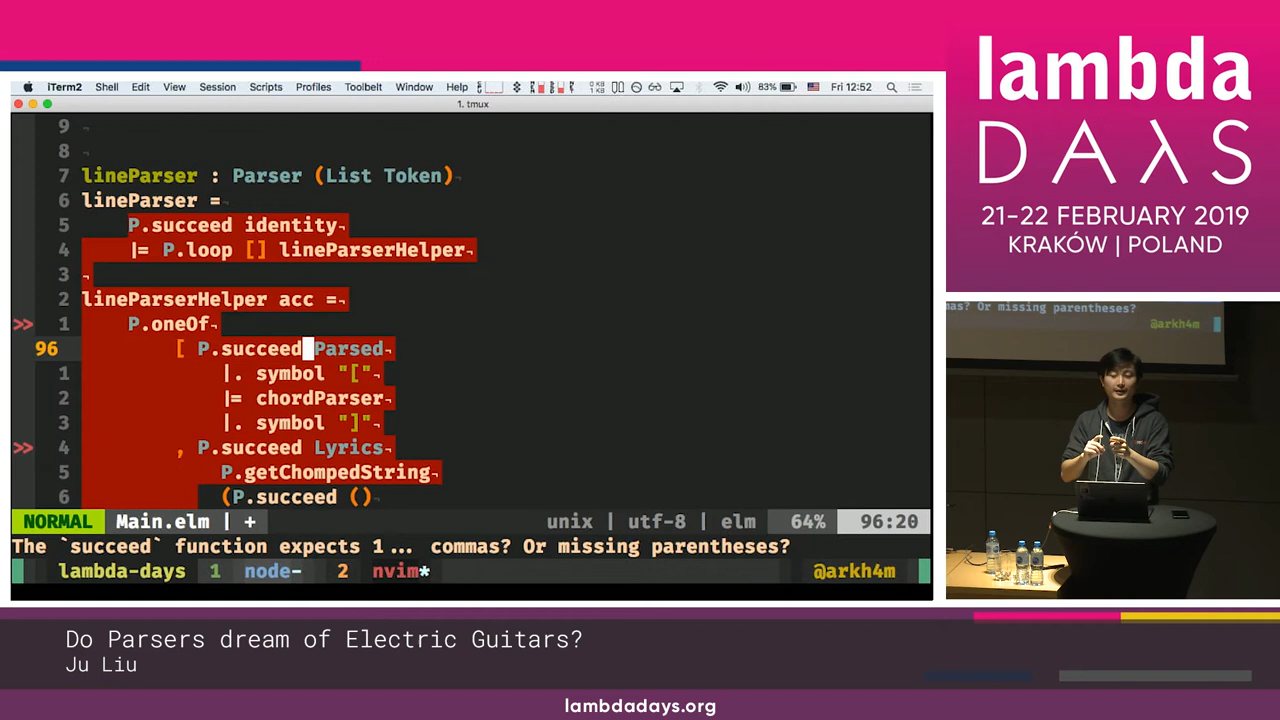 iTerm2 Shell Edit View Session Scripts Profiles Toolbelt Window Help 83% Fri 12:52
1. tmux
9
8
7 lineParser : Parser (List Token)
6 lineParser =
5 P.succeed identity
4 |= P.loop [] lineParserHelper
3
2 lineParserHelper acc =
>> 1 P.oneOf
96 [ P.succeed Parsed
1 |. symbol "["
2 |= chordParser
3 |. symbol "]"
>> 4 , P.succeed Lyrics
5 P.getChompedString
6 (P.succeed ()
NORMAL Main.elm | + unix | utf-8 | elm 64% 96:20
The `succeed` function expects 1... commas? Or missing parentheses?
lambda-days 1 node- 2 nvim* @arkh4m
lambda
DAλS
21–22 FEBRUARY 2019
KRAKÓW | POLAND
mas? Or missing parentheses?
@arkh4m
Do Parsers dream of Electric Guitars?
Ju Liu
lambdadays.org